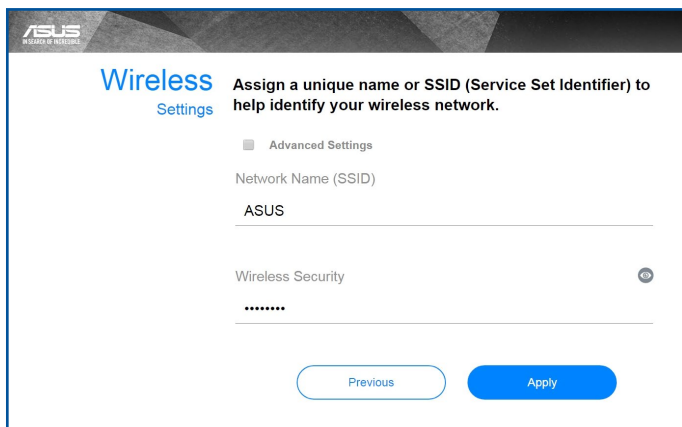 ASUS
IN SEARCH OF INCREDIBLE
Wireless
Settings
Assign a unique name or SSID (Service Set Identifier) to
help identify your wireless network.
Advanced Settings
Network Name (SSID)
ASUS
Wireless Security
••••••••
Previous
Apply